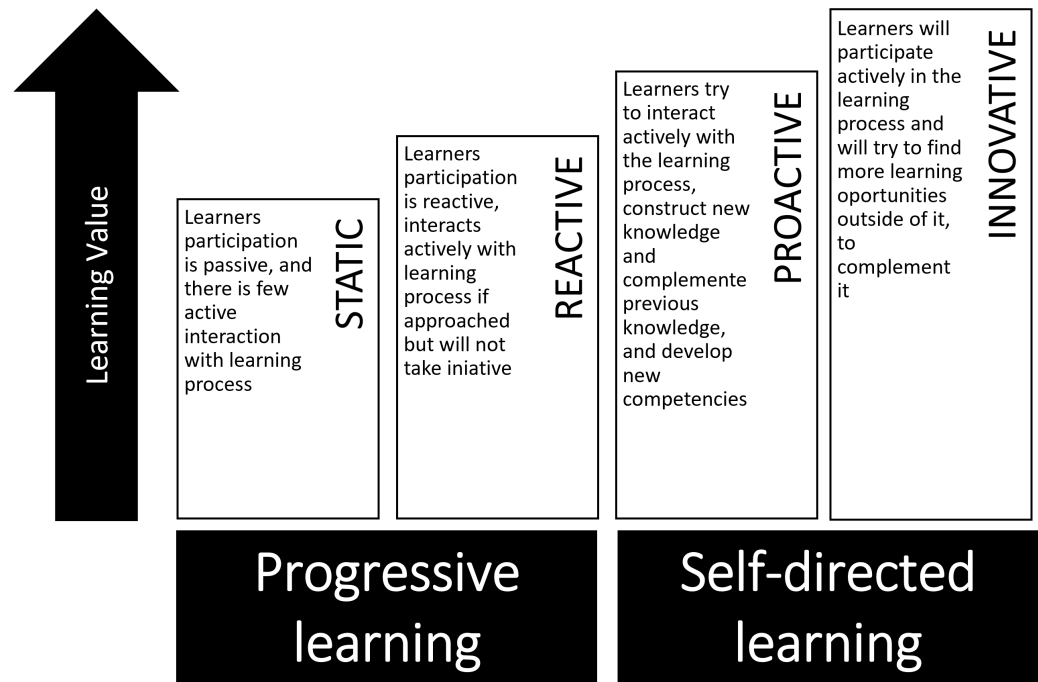 Learning Value
Learners
participation
is passive, and
there is few
active
interaction
with learning
process
STATIC
Learners
participation
is reactive,
interacts
actively with
learning
process if
approached
but will not
take iniative
REACTIVE
Learners try
to interact
actively with
the learning
process,
construct new
knowledge
and
complemente
previous
knowledge,
and develop
new
competencies
PROACTIVE
Learners will
participate
actively in the
learning
process and
will try to find
more learning
oportunities
outside of it,
to
complement
it
INNOVATIVE
Progressive
learning
Self-directed
learning